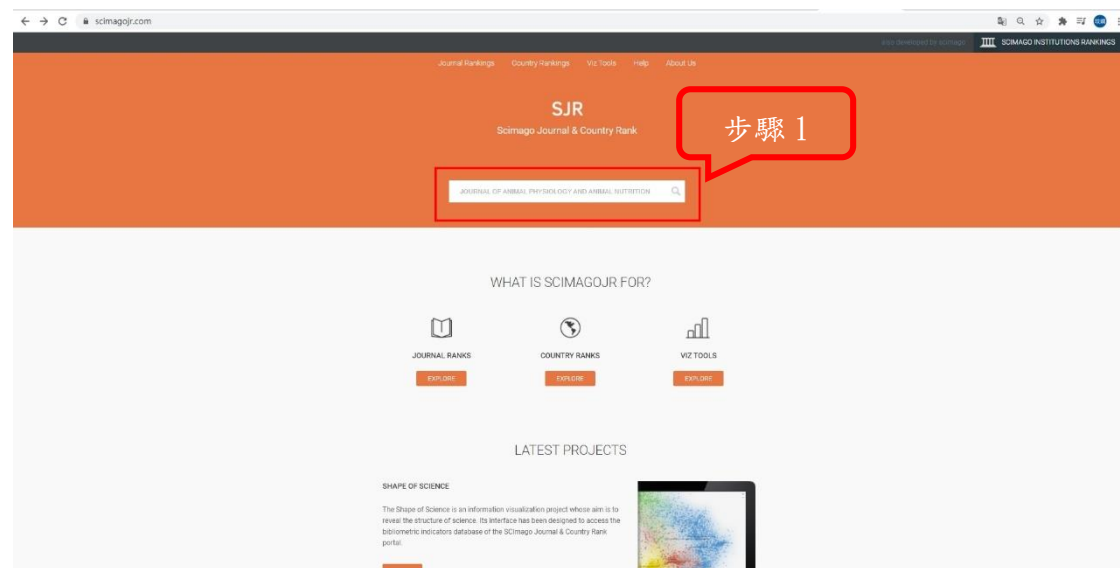 scimagojr.com
also developed by scimago
SCIMAGO INSTITUTIONS RANKINGS
Journal Rankings Country Rankings Viz Tools Help About Us
SJR
Scimago Journal & Country Rank
步驟 1
JOURNAL OF ANIMAL PHYSIOLOGY AND ANIMAL NUTRITION
WHAT IS SCIMAGOJR FOR?
JOURNAL RANKS COUNTRY RANKS VIZ TOOLS
EXPLORE EXPLORE EXPLORE
LATEST PROJECTS
SHAPE OF SCIENCE
The Shape of Science is an information visualization project whose aim is to
reveal the structure of science. Its interface has been designed to access the
bibliometric indicators database of the SCimago Journal & Country Rank
portal.